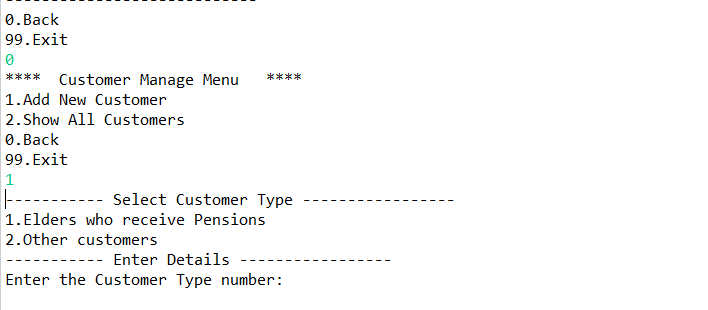 0.Back
99.Exit
0
****  Customer Manage Menu   ****
1.Add New Customer
2.Show All Customers
0.Back
99.Exit
1
----------- Select Customer Type -----------------
1.Elders who receive Pensions
2.Other customers
----------- Enter Details -----------------
Enter the Customer Type number: